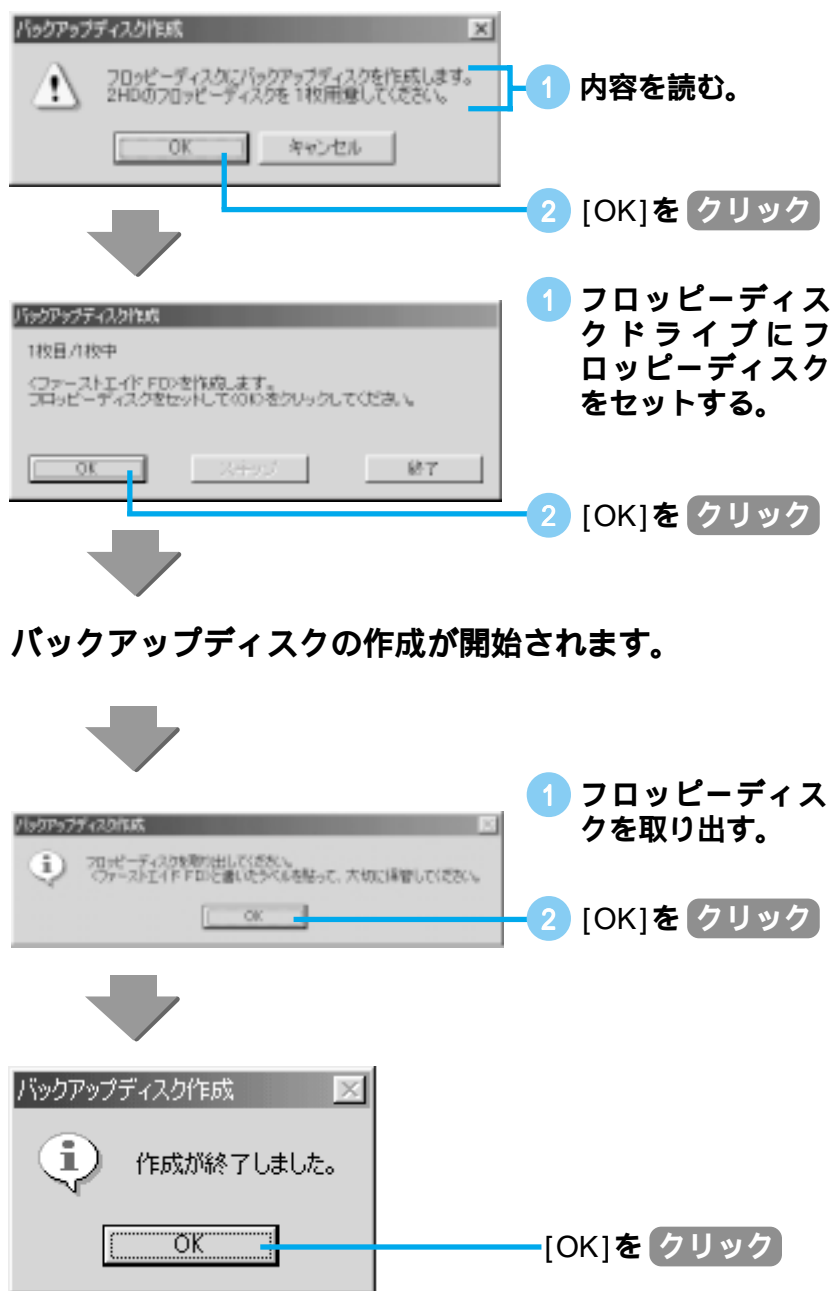 バックアップディスク作成
フロッピーディスクにバックアップディスクを作成します。
2HDのフロッピーディスクを 1枚用意してください。
OK キャンセル
1 内容を読む。
2 [OK]を クリック
バックアップディスク作成
1枚目/1枚中
<ファーストエイド FD>を作成します。
フロッピーディスクをセットして<OK>をクリックしてください。
OK スキップ 終了
1 フロッピーディス
クドライブにフ
ロッピーディスク
をセットする。
2 [OK]を クリック
バックアップディスクの作成が開始されます。
バックアップディスク作成
フロッピーディスクを取り出してください。
<ファーストエイド FD>と書いたラベルを貼って、大切に保管してください。
OK
1 フロッピーディス
クを取り出す。
2 [OK]を クリック
バックアップディスク作成
作成が終了しました。
OK
[OK]を クリック